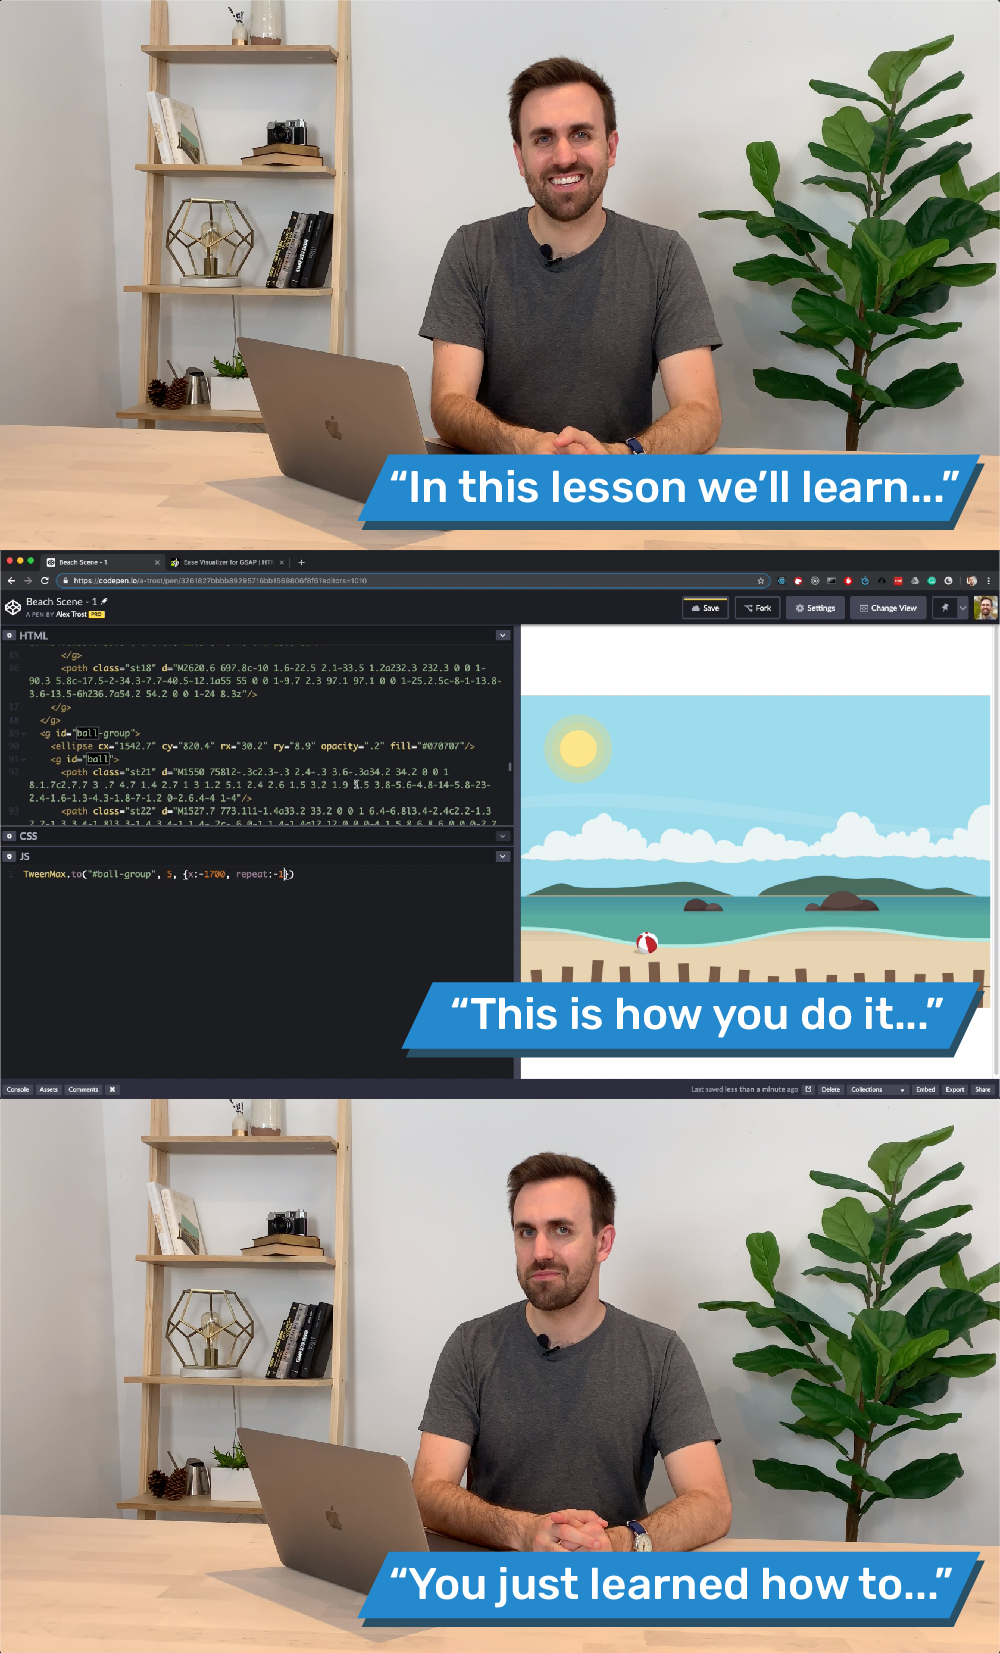 “In this lesson we’ll learn...”
Beach Scene - 1
Ease Visualizer for GSAP | HTM
https://codepen.io/a-trost/pen/
Beach Scene - 1
A PEN BY Alex Trost PRO
Save
Fork
Settings
Change View
HTML
85 </g>
86 <path class="st18" d="M2620.6 697.8c-10 1.6-22.5 2.1-33.5 1.2a232.3 232.3 0 0 1-
90.3 5.8c-17.5-2-34.3-7.7-40.5-12.1a55 55 0 0 1-9.7 2.3 97.1 97.1 0 0 1-25.2.5c-8-1-13.8-
3.6-13.5-6h236.7a54.2 54.2 0 0 1-24 8.3z"/>
87 </g>
88 </g>
89 <g id="ball-group">
90 <ellipse cx="1542.7" cy="820.4" rx="30.2" ry="8.9" opacity=".2" fill="#070707"/>
91 <g id="ball">
92 <path class="st21" d="M1550 758l2-.3c2.3-.3 2.4-.3 3.6-.3a34.2 34.2 0 0 1
8.1.7c2.7.7 3 .7 4.7 1.4 2.7 1 3 1.2 5.1 2.4 2.6 1.5 3.2 1.9 3.5 3.8-5.6-4.8-14-5.8-23-
2.4-1.6-1.3-4.3-1.8-7-1.2 0-2.6.4-4 1-4"/>
93 <path class="st22" d="M1527.7 773.1l1-1.4a33.2 33.2 0 0 1 6.4-6.8l3.4-2.4c2.2-1.3
CSS
JS
1 TweenMax.to("#ball-group", 5, {x:-1700, repeat:-1})
“This is how you do it...”
Console
Assets
Comments
⌘
Last saved less than a minute ago
Delete
Collections
Embed
Export
Share
“You just learned how to...”